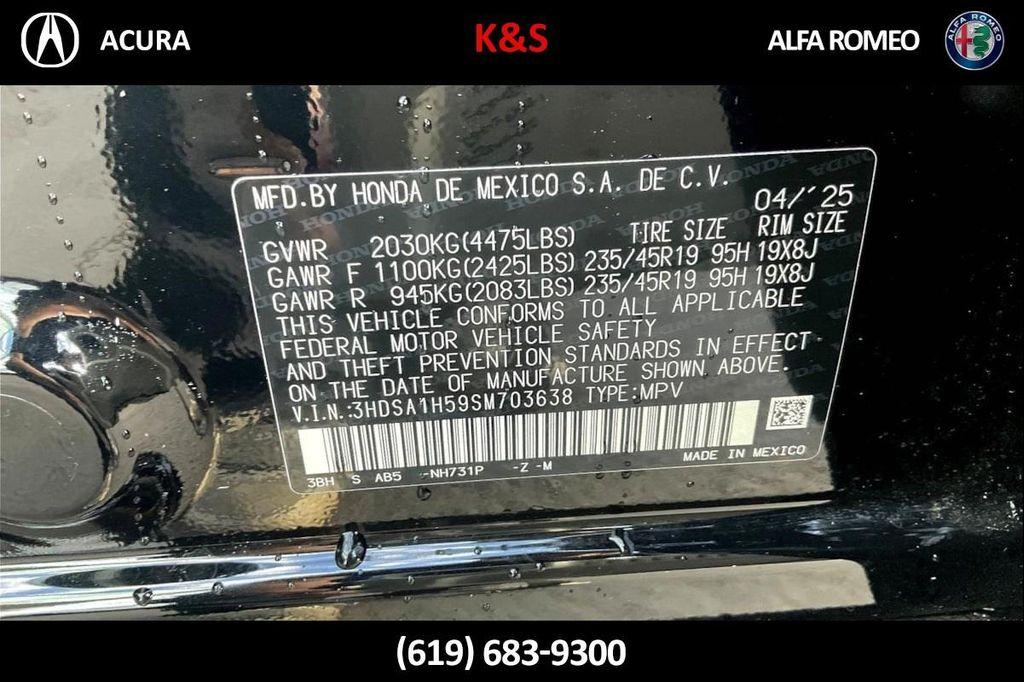 ACURA
K&S
ALFA ROMEO
ALFA ROMEO
MFD.BY HONDA DE MEXICO S.A. DE C.V. 04/'25
GVWR 2030KG(4475LBS) TIRE SIZE RIM SIZE
GAWR F 1100KG(2425LBS) 235/45R19 95H 19X8J
GAWR R 945KG(2083LBS) 235/45R19 95H 19X8J
THIS VEHICLE CONFORMS TO ALL APPLICABLE
FEDERAL MOTOR VEHICLE SAFETY
AND THEFT PREVENTION STANDARDS IN EFFECT
ON THE DATE OF MANUFACTURE SHOWN ABOVE.
V.I.N:3HDSA1H59SM703638 TYPE:MPV
MADE IN MEXICO
3BH S AB5 -NH731P -Z -M
(619) 683-9300